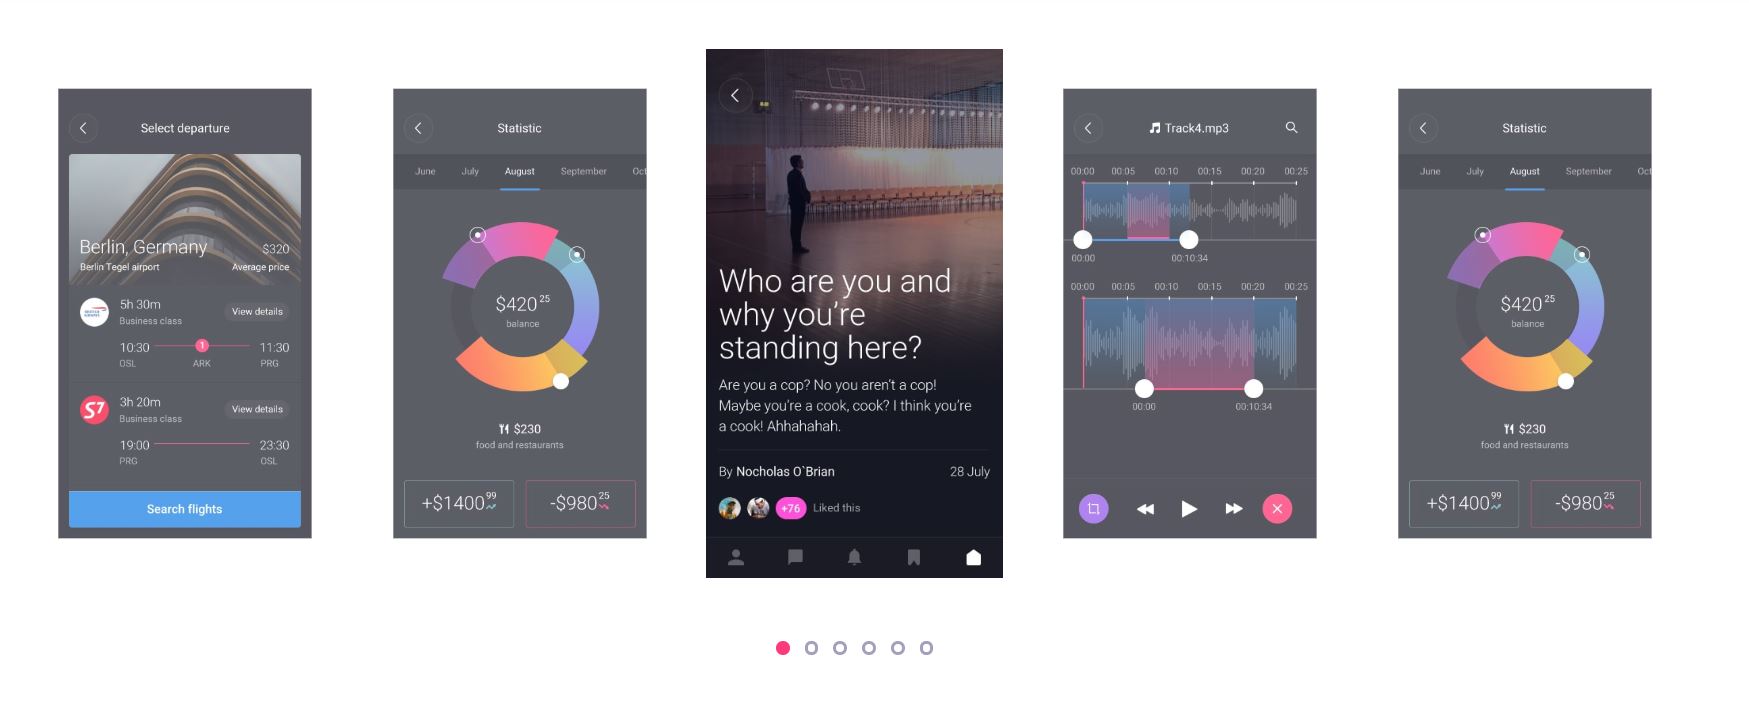 Select departure
Berlin, Germany
$320
Berlin Tegel airport
Average price
5h 30m
Business class
View details
10:30
1
11:30
OSL
ARK
PRG
S7
3h 20m
Business class
View details
19:00
23:30
PRG
OSL
Search flights
Statistic
June July August September Oct
$420 25
balance
$230
food and restaurants
+$1400 99
-$980 25
Who are you and
why you're
standing here?
Are you a cop? No you aren't a cop!
Maybe you're a cook, cook? I think you're
a cook! Ahhahahah.
By Nocholas O`Brian
28 July
+76
Liked this
Track4.mp3
00:00 00:05 00:10 00:15 00:20 00:25
00:00
00:10:34
00:00 00:05 00:10 00:15 00:20 00:25
00:00
00:10:34
Statistic
June July August September Oct
$420 25
balance
$230
food and restaurants
+$1400 99
-$980 25